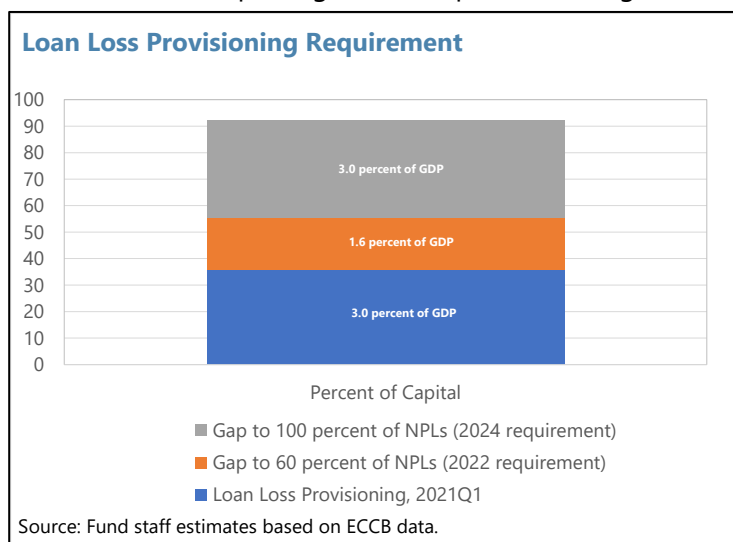 Loan Loss Provisioning Requirement
100
90
80
70
60
50
40
30
20
10
0
3.0 percent of GDP
1.6 percent of GDP
3.0 percent of GDP
Percent of Capital
Gap to 100 percent of NPLs (2024 requirement)
Gap to 60 percent of NPLs (2022 requirement)
Loan Loss Provisioning, 2021Q1
Source: Fund staff estimates based on ECCB data.